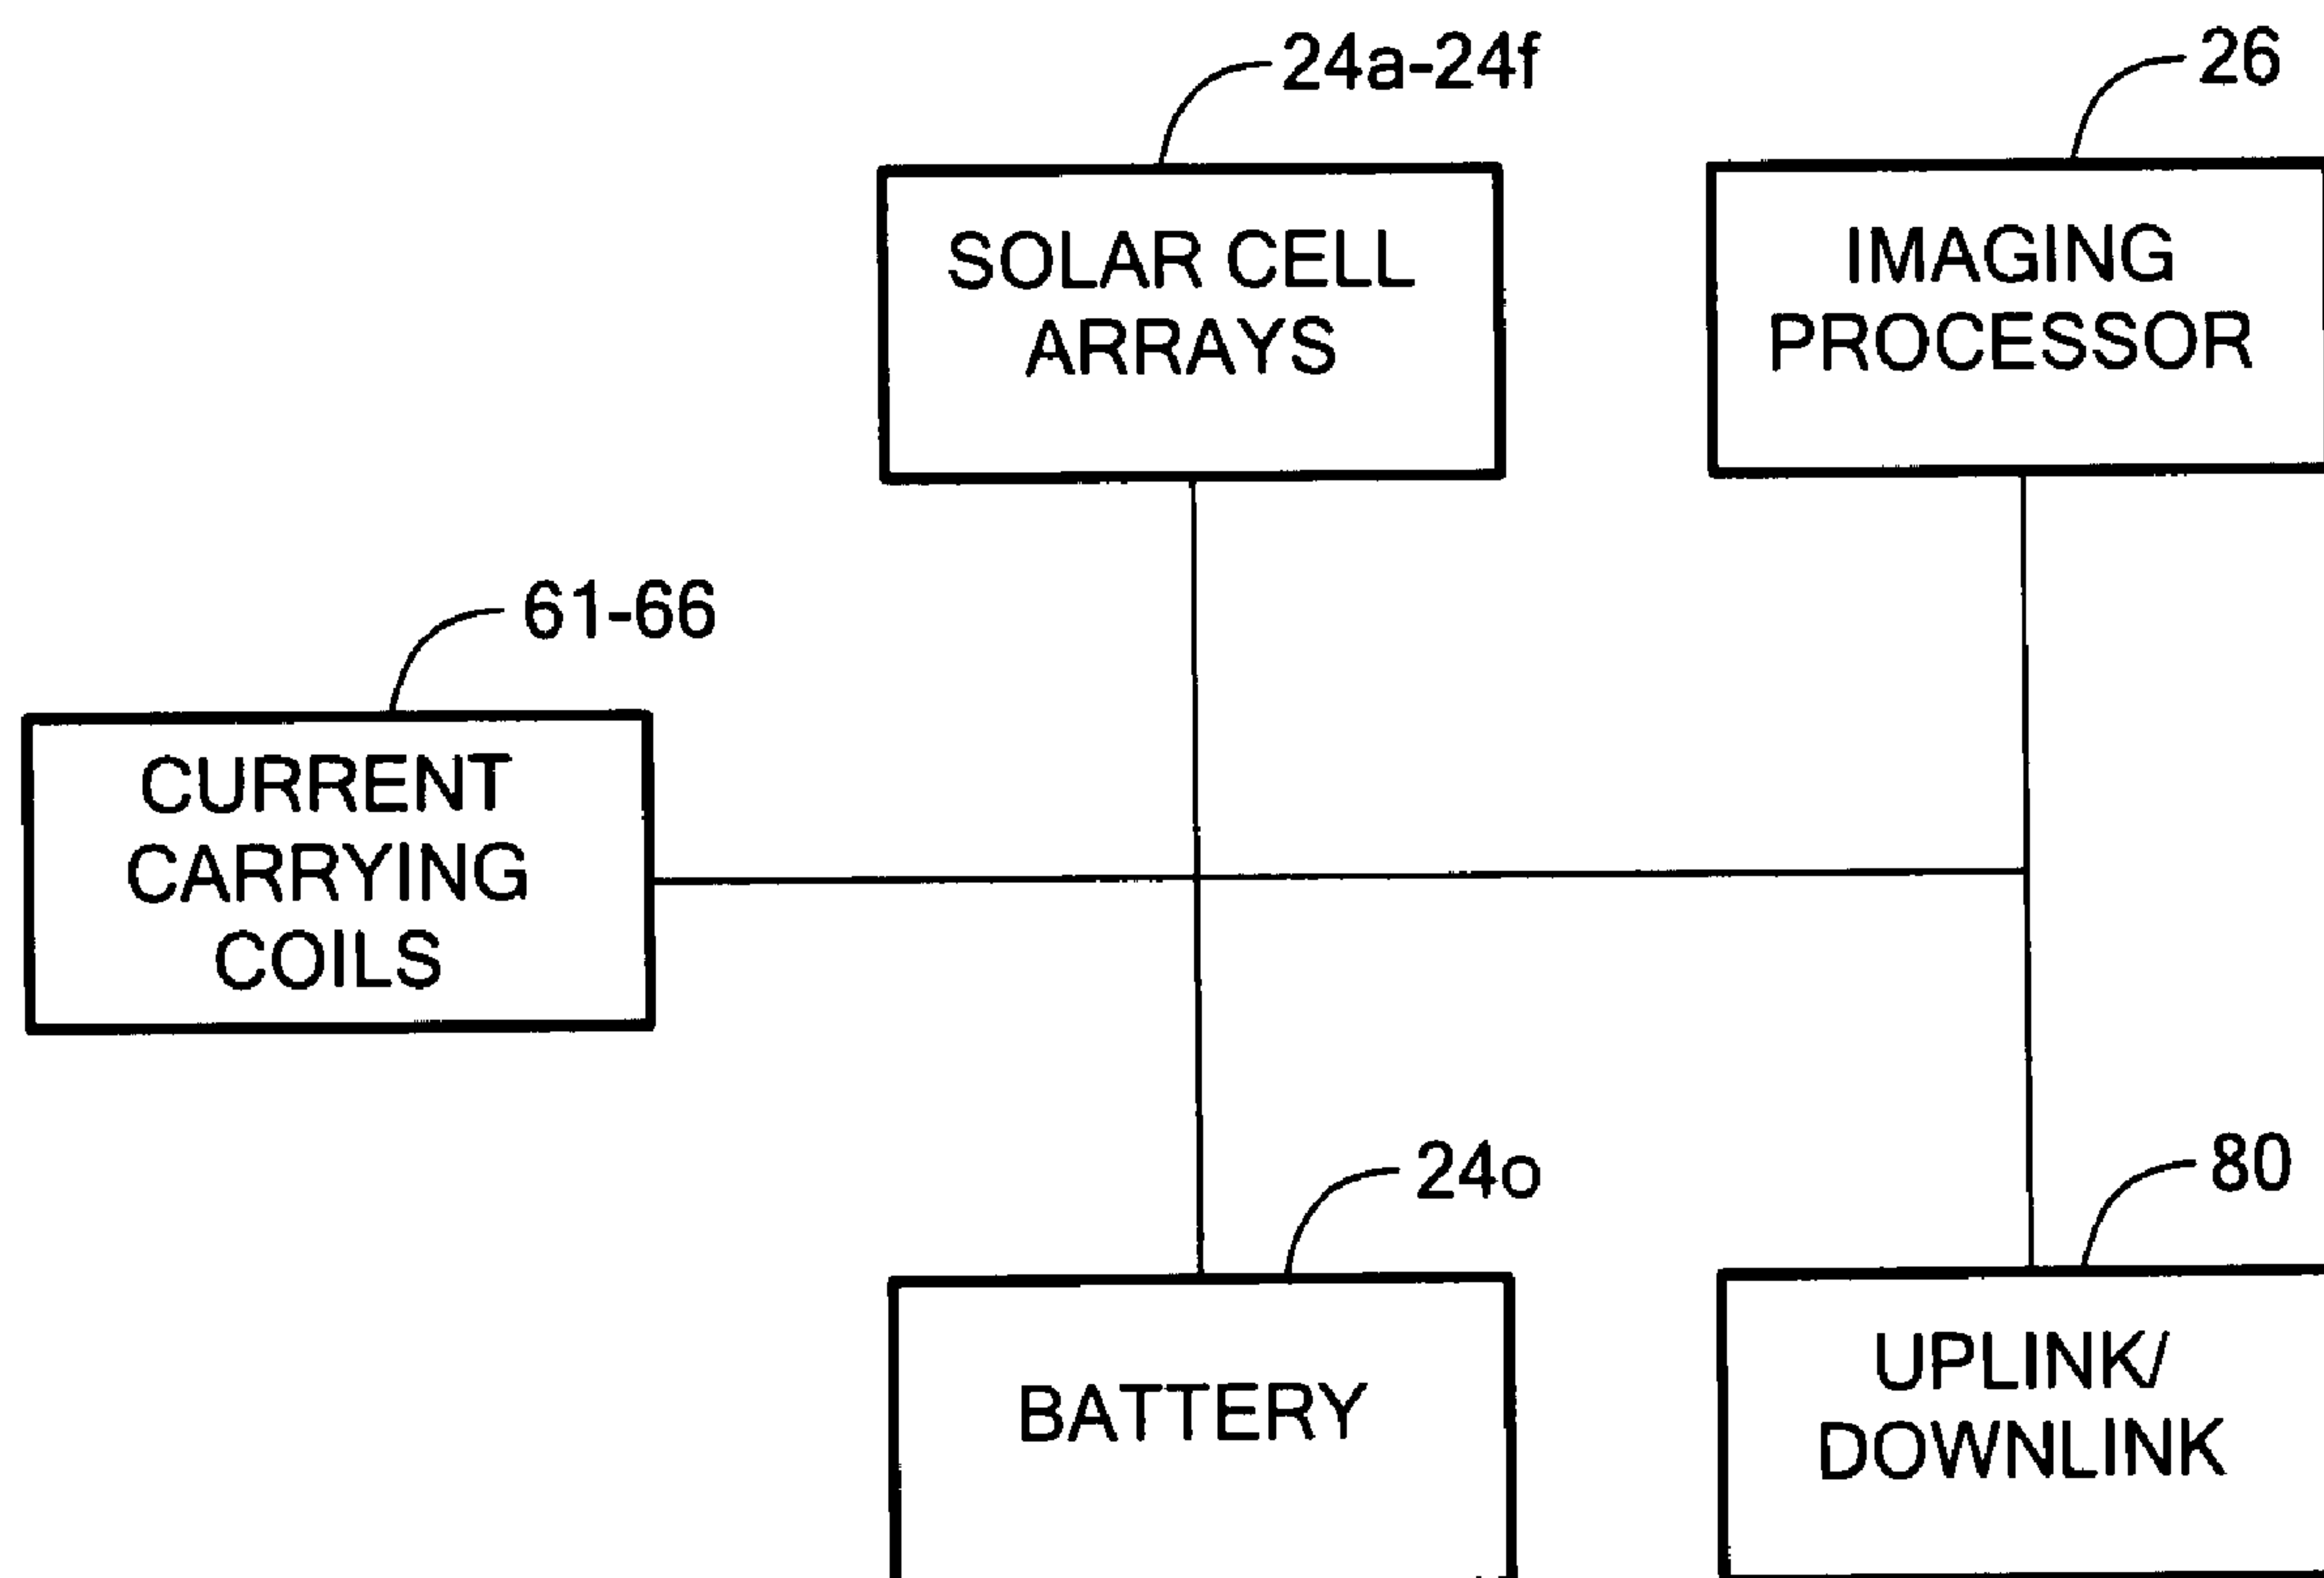 24a-24f
26
SOLAR CELL
ARRAYS
IMAGING
PROCESSOR
61-66
CURRENT
CARRYING
COILS
24o
80
BATTERY
UPLINK/
DOWNLINK